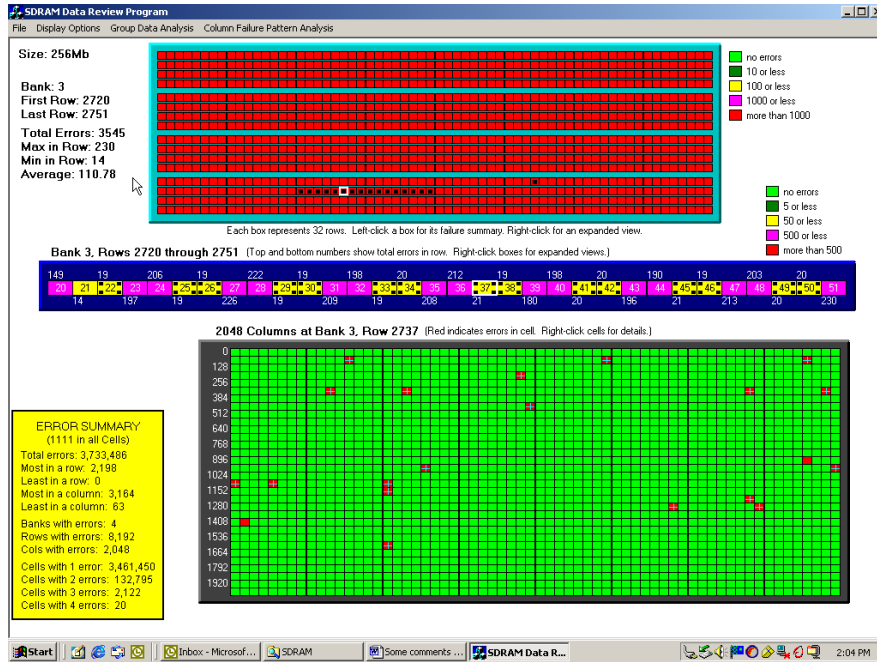 SDRAM Data Review Program
File Display Options Group Data Analysis Column Failure Pattern Analysis
Size: 256Mb
Bank: 3
First Row: 2720
Last Row: 2751
Total Errors: 3545
Max in Row: 230
Min in Row: 14
Average: 110.78
no errors
10 or less
100 or less
1000 or less
more than 1000
Each box represents 32 rows. Left-click a box for its failure summary. Right-click for an expanded view.
no errors
5 or less
50 or less
500 or less
more than 500
Bank 3, Rows 2720 through 2751 (Top and bottom numbers show total errors in row. Right-click boxes for expanded views.)
149 19 206 19 222 19 198 20 212 19 198 20 190 19 203 20
20 21 22 23 24 25 26 27 28 29 30 31 32 33 34 35 36 37 38 39 40 41 42 43 44 45 46 47 48 49 50 51
14 197 19 226 19 209 19 208 21 180 20 196 21 213 20 230
2048 Columns at Bank 3, Row 2737 (Red indicates errors in cell. Right-click cells for details.)
0
128
256
384
512
640
768
896
1024
1152
1280
1408
1536
1664
1792
1920
ERROR SUMMARY
(1111 in all Cells)
Total errors: 3,733,486
Most in a row: 2,198
Least in a row: 0
Most in a column: 3,164
Least in a column: 63
Banks with errors: 4
Rows with errors: 8,192
Cols with errors: 2,048
Cells with 1 error: 3,461,450
Cells with 2 errors: 132,795
Cells with 3 errors: 2,122
Cells with 4 errors: 20
Start Inbox - Microsof... SDRAM Some comments ... SDRAM Data R... 2:04 PM